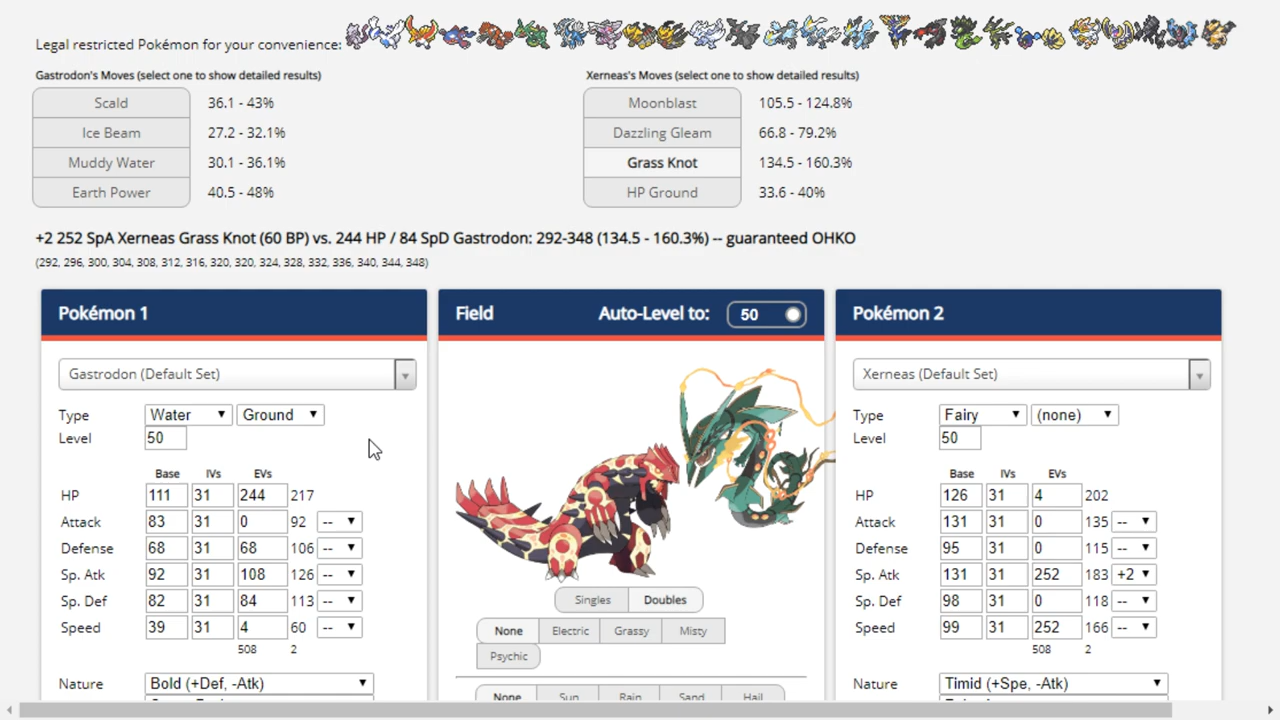 Legal restricted Pokémon for your convenience:
Gastrodon's Moves (select one to show detailed results)
Scald 36.1 - 43%
Ice Beam 27.2 - 32.1%
Muddy Water 30.1 - 36.1%
Earth Power 40.5 - 48%
Xerneas's Moves (select one to show detailed results)
Moonblast 105.5 - 124.8%
Dazzling Gleam 66.8 - 79.2%
Grass Knot 134.5 - 160.3%
HP Ground 33.6 - 40%
+2 252 SpA Xerneas Grass Knot (60 BP) vs. 244 HP / 84 SpD Gastrodon: 292-348 (134.5 - 160.3%) -- guaranteed OHKO
(292, 296, 300, 304, 308, 312, 316, 320, 320, 324, 328, 332, 336, 340, 344, 348)
Pokémon 1
Gastrodon (Default Set)
Type Water Ground
Level 50
Base IVs EVs
HP 111 31 244 217
Attack 83 31 0 92 --
Defense 68 31 68 106 --
Sp. Atk 92 31 108 126 --
Sp. Def 82 31 84 113 --
Speed 39 31 4 60 --
508 2
Nature Bold (+Def, -Atk)
Field Auto-Level to: 50
Singles Doubles
None Electric Grassy Misty
Psychic
None Sun Rain Sand Hail
Pokémon 2
Xerneas (Default Set)
Type Fairy (none)
Level 50
Base IVs EVs
HP 126 31 4 202
Attack 131 31 0 135 --
Defense 95 31 0 115 --
Sp. Atk 131 31 252 183 +2
Sp. Def 98 31 0 118 --
Speed 99 31 252 166 --
508 2
Nature Timid (+Spe, -Atk)